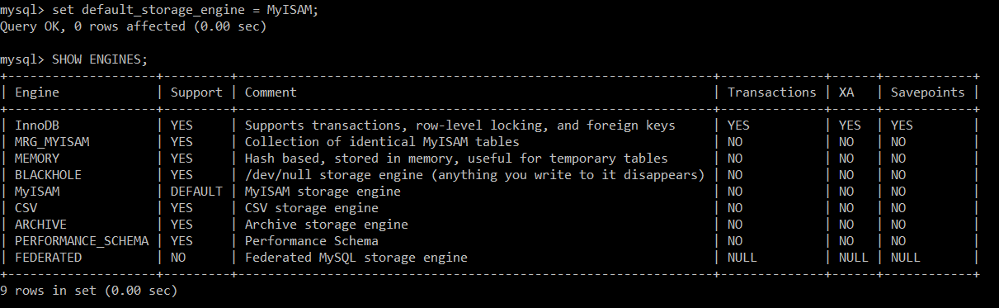 mysql> set default_storage_engine = MyISAM;
Query OK, 0 rows affected (0.00 sec)
mysql> SHOW ENGINES;
+--------------------+---------+----------------------------------------------------------------+--------------+------+------------+
| Engine             | Support | Comment                                                        | Transactions | XA   | Savepoints |
+--------------------+---------+----------------------------------------------------------------+--------------+------+------------+
| InnoDB             | YES     | Supports transactions, row-level locking, and foreign keys     | YES          | YES  | YES        |
| MRG_MYISAM         | YES     | Collection of identical MyISAM tables                          | NO           | NO   | NO         |
| MEMORY             | YES     | Hash based, stored in memory, useful for temporary tables      | NO           | NO   | NO         |
| BLACKHOLE          | YES     | /dev/null storage engine (anything you write to it disappears) | NO           | NO   | NO         |
| MyISAM             | DEFAULT | MyISAM storage engine                                          | NO           | NO   | NO         |
| CSV                | YES     | CSV storage engine                                             | NO           | NO   | NO         |
| ARCHIVE            | YES     | Archive storage engine                                         | NO           | NO   | NO         |
| PERFORMANCE_SCHEMA | YES     | Performance Schema                                             | NO           | NO   | NO         |
| FEDERATED          | NO      | Federated MySQL storage engine                                 | NULL         | NULL | NULL       |
+--------------------+---------+----------------------------------------------------------------+--------------+------+------------+
9 rows in set (0.00 sec)